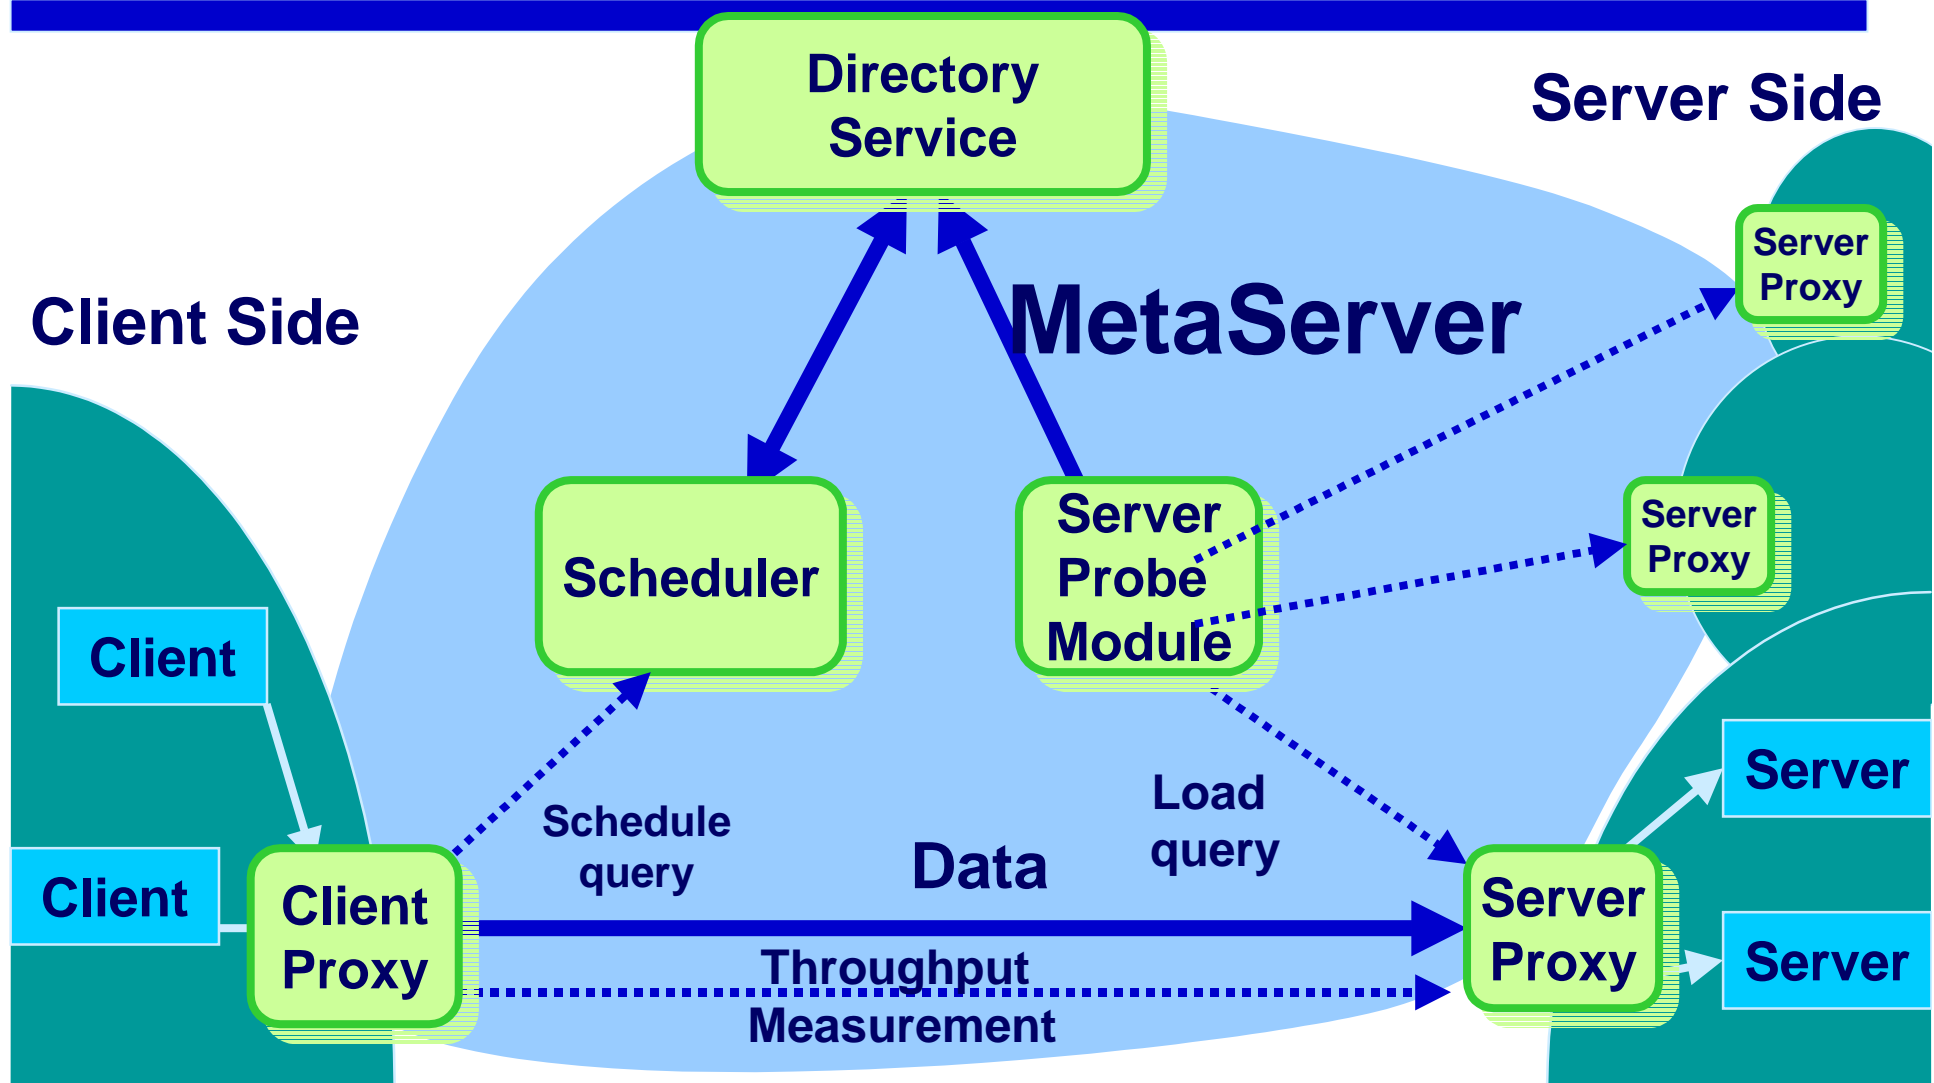 Directory
Service
Server Side
Server
Proxy
Client Side
MetaServer
Server
Proxy
Scheduler
Server
Probe
Module
Client
Server
Schedule
query
Load
query
Data
Client
Client
Proxy
Server
Proxy
Server
Throughput
Measurement